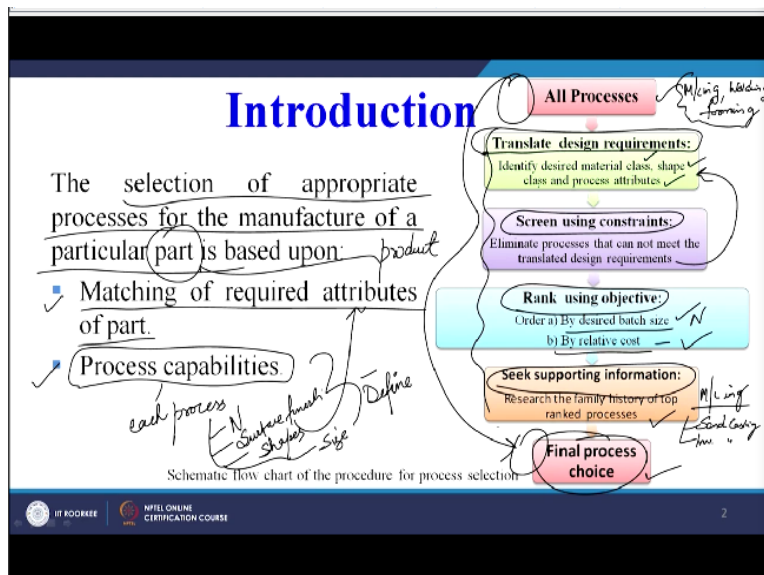 Introduction
The selection of appropriate
processes for the manufacture of a
particular part is based upon:
product
Matching of required attributes
of part.
Process capabilities.
each process
N
Surface finish
Shapes
Size
Define
Schematic flow chart of the procedure for process selection
All Processes
M/cing, welding
forming
Translate design requirements:
Identify desired material class, shape
class and process attributes
Screen using constraints:
Eliminate processes that can not meet the
translated design requirements
Rank using objective:
Order a) By desired batch size N
b) By relative cost
Seek supporting information:
Research the family history of top
ranked processes
M/cing
Sand Casting
Inv. "
Final process
choice
IIT ROORKEE
NPTEL ONLINE
CERTIFICATION COURSE
2